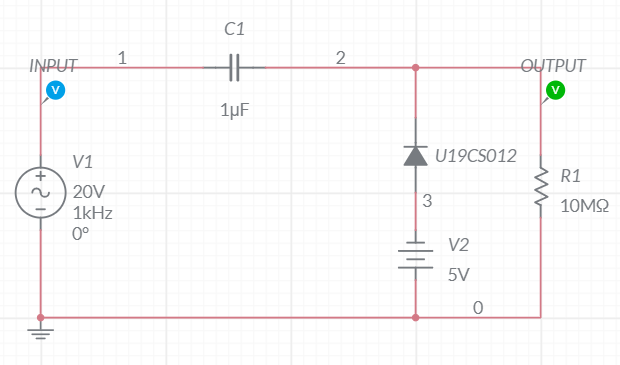 C1
INPUT
1
2
OUTPUT
V
V
1µF
V1
20V
1kHz
0°
+
U19CS012
R1
10MΩ
3
V2
5V
0